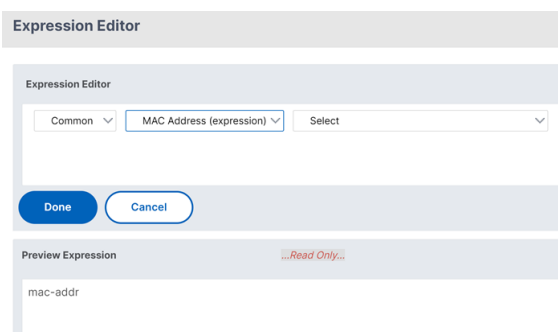 Expression Editor
Expression Editor
Common MAC Address (expression) Select
Done Cancel
Preview Expression ...Read Only...
mac-addr